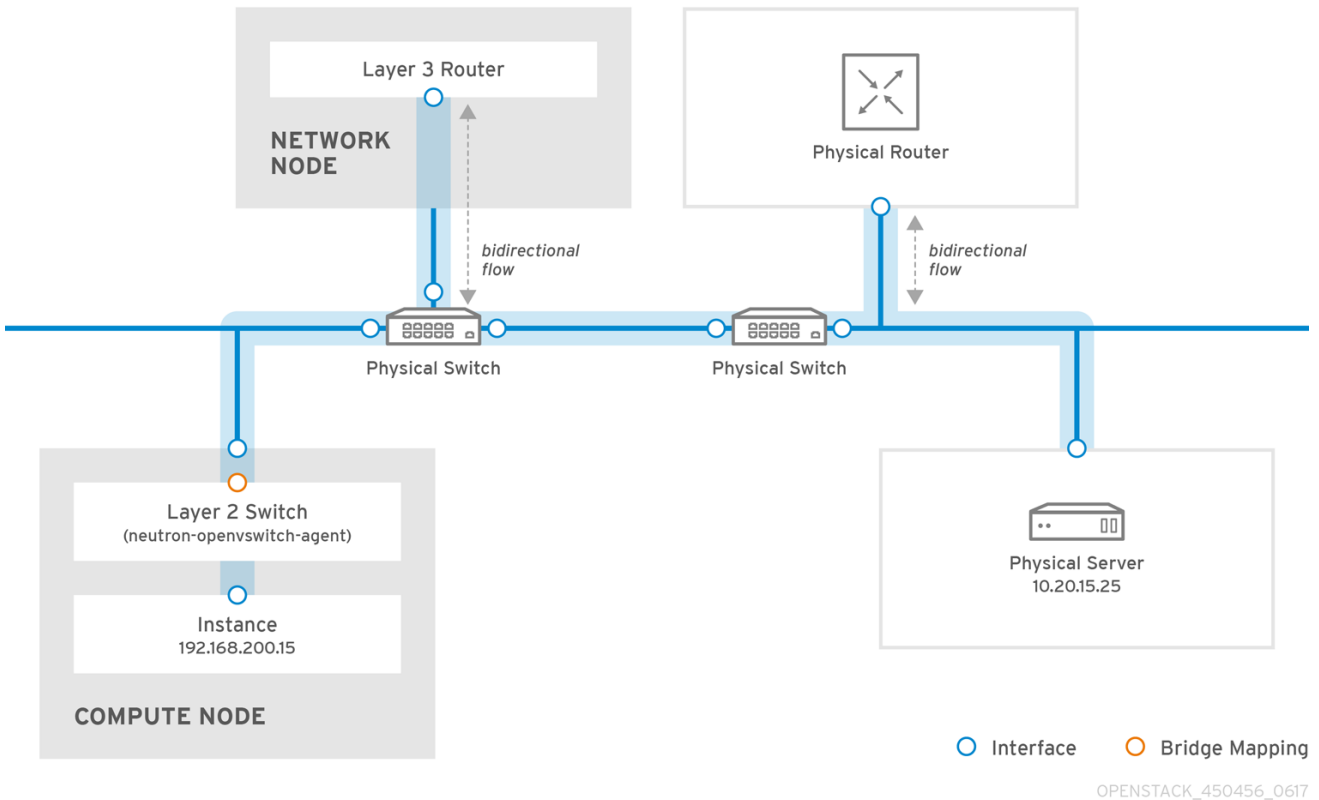 Layer 3 Router
NETWORK
NODE
Physical Router
bidirectional
flow
bidirectional
flow
Physical Switch
Physical Switch
Layer 2 Switch
(neutron-openvswitch-agent)
Instance
192.168.200.15
COMPUTE NODE
Physical Server
10.20.15.25
Interface
Bridge Mapping
OPENSTACK_450456_0617